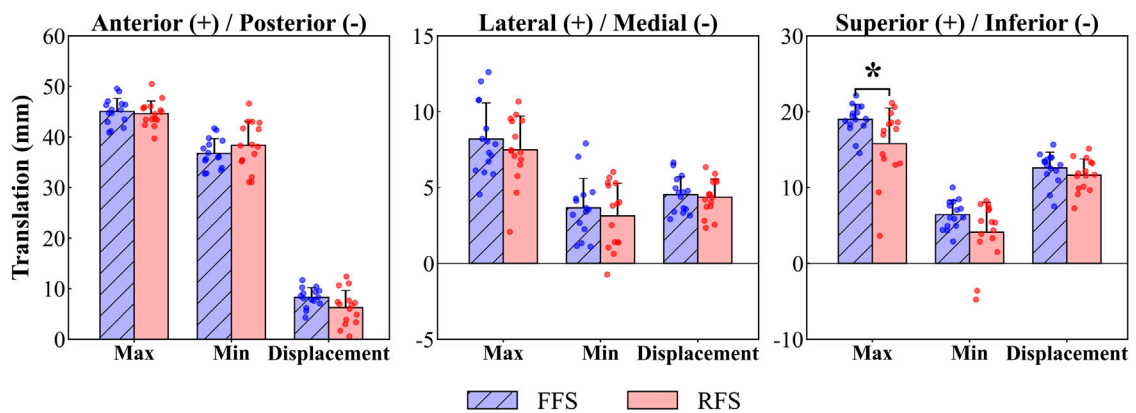 Anterior (+) / Posterior (-)
Lateral (+) / Medial (-)
Superior (+) / Inferior (-)
Translation (mm)
60
50
40
30
20
10
0
Max
Min
Displacement
15
10
5
0
-5
Max
Min
Displacement
30
20
10
0
-10
*
Max
Min
Displacement
FFS
RFS